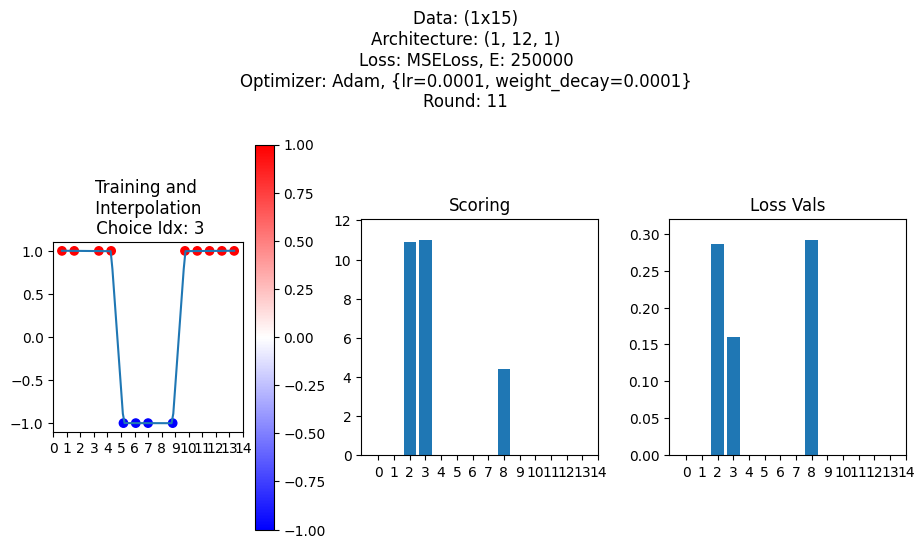 Data: (1x15)
Architecture: (1, 12, 1)
Loss: MSELoss, E: 250000
Optimizer: Adam, {lr=0.0001, weight_decay=0.0001}
Round: 11
Training and
Interpolation
Choice Idx: 3
1.0
0.5
0.0
−0.5
−1.0
0 1 2 3 4 5 6 7 8 9 10 11 12 13 14
1.00
0.75
0.50
0.25
0.00
−0.25
−0.50
−0.75
−1.00
Scoring
12
10
8
6
4
2
0
0 1 2 3 4 5 6 7 8 9 10 11 12 13 14
Loss Vals
0.30
0.25
0.20
0.15
0.10
0.05
0.00
0 1 2 3 4 5 6 7 8 9 10 11 12 13 14